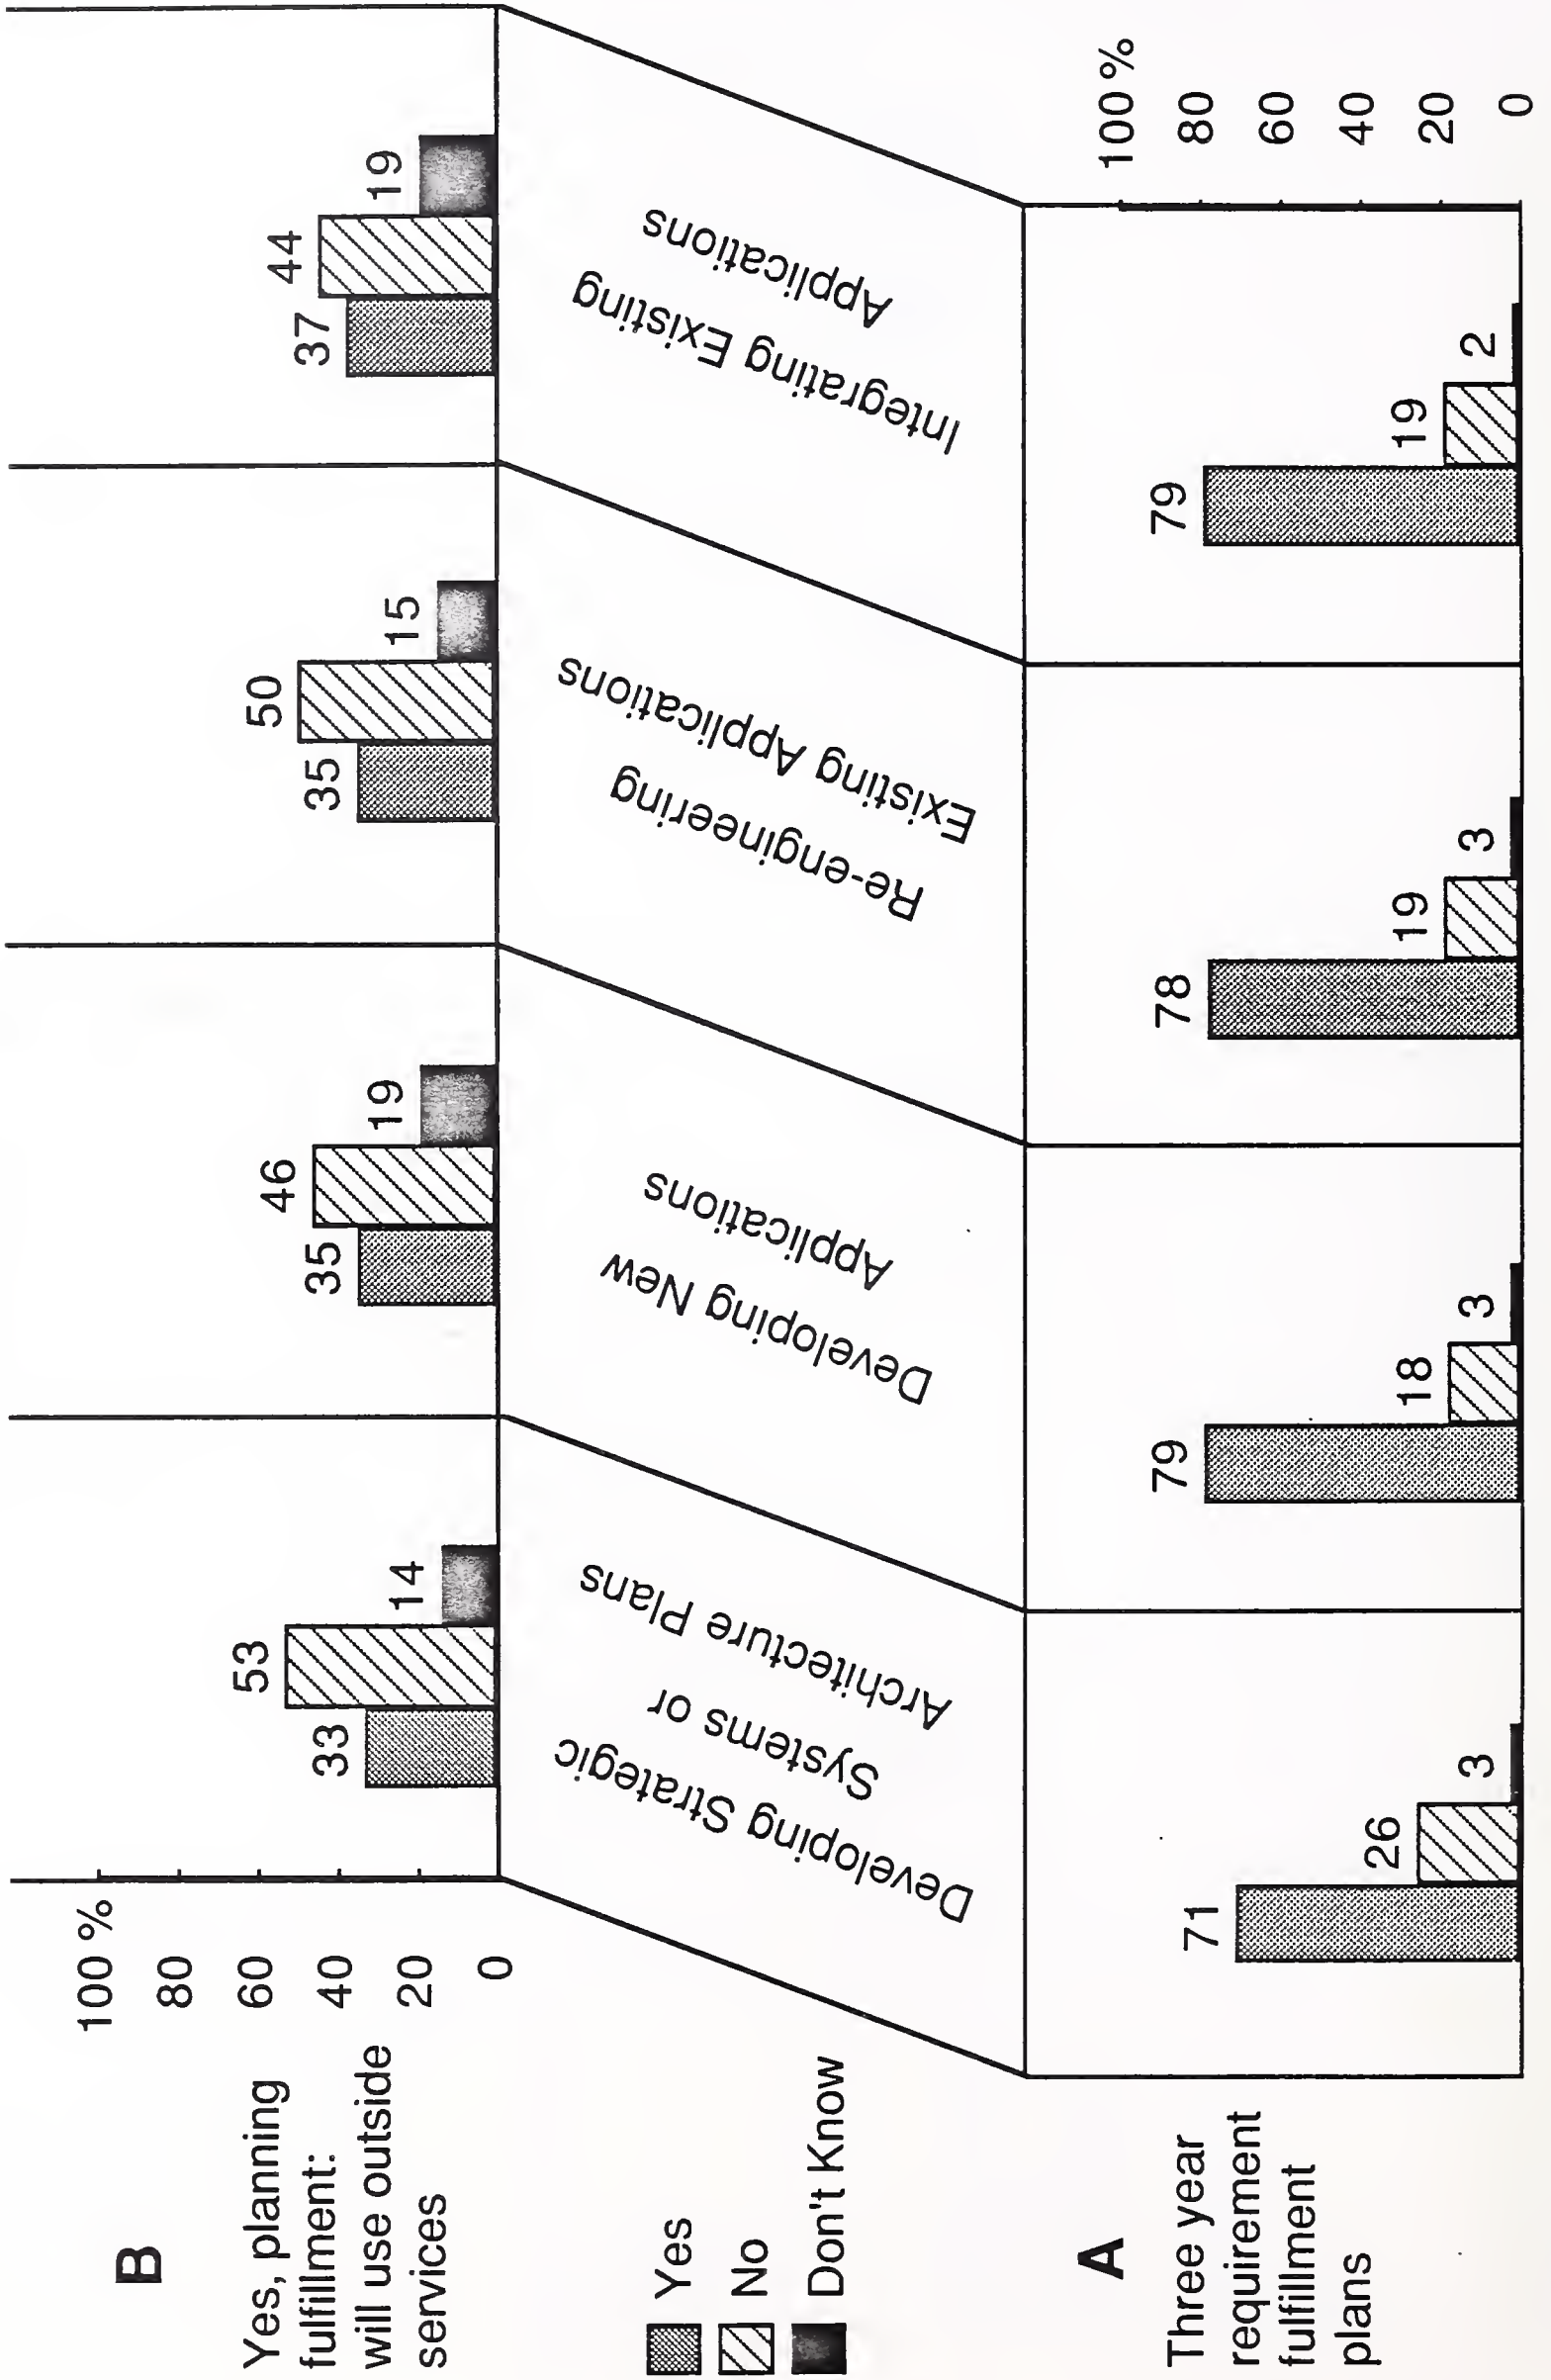 B
Yes, planning
fulfillment:
will use outside
services
100 %
80
60
40
20
0
33
53
14
35
46
19
35
50
15
37
44
19
Yes
No
Don't Know
Developing Strategic
Systems or
Architecture Plans
Developing New
Applications
Re-engineering
Existing Applications
Integrating Existing
Applications
A
Three year
requirement
fulfillment
plans
71
26
3
79
18
3
78
19
3
79
19
2
100 %
80
60
40
20
0